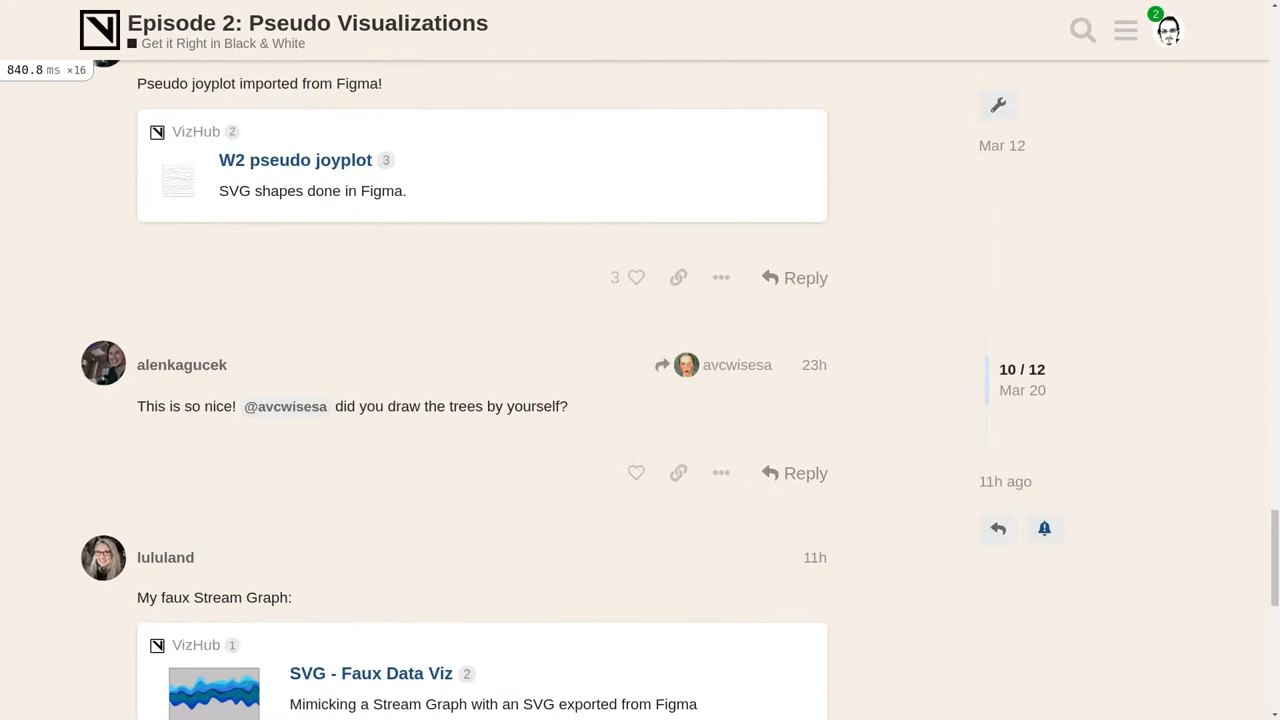 Episode 2: Pseudo Visualizations
Get it Right in Black & White
2
840.8 ms ×16
Pseudo joyplot imported from Figma!
VizHub 2
W2 pseudo joyplot 3
SVG shapes done in Figma.
3
Reply
Mar 12
alenkagucek
avcwisesa
23h
This is so nice! @avcwisesa did you draw the trees by yourself?
Reply
10 / 12
Mar 20
11h ago
lululand
11h
My faux Stream Graph:
VizHub 1
SVG - Faux Data Viz 2
Mimicking a Stream Graph with an SVG exported from Figma